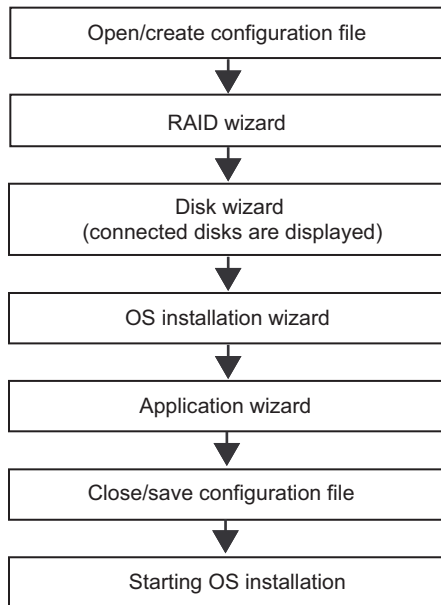 Open/create configuration file
RAID wizard
Disk wizard
(connected disks are displayed)
OS installation wizard
Application wizard
Close/save configuration file
Starting OS installation